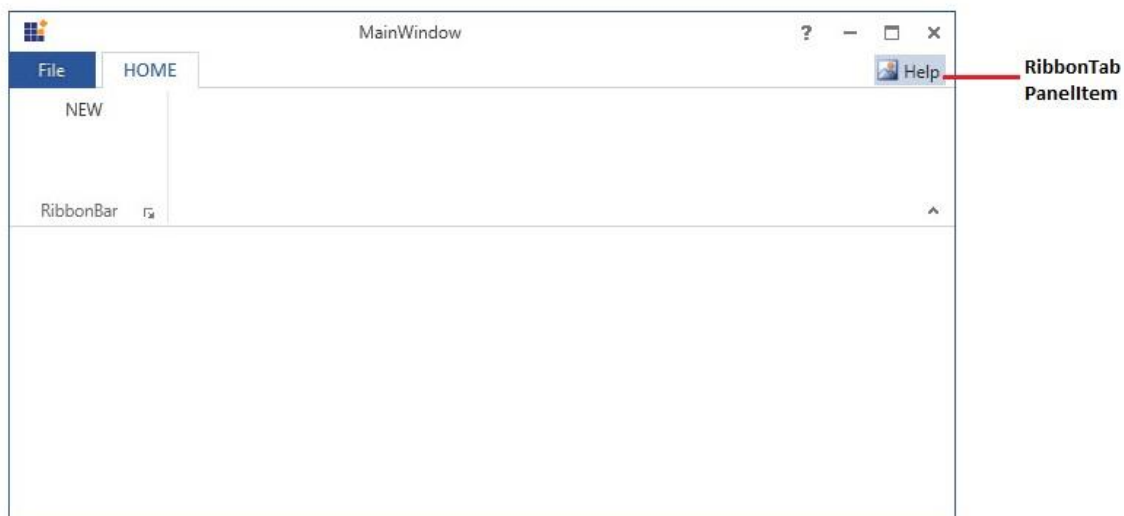 MainWindow ?
File HOME Help
RibbonTab
PanelItem
NEW
RibbonBar